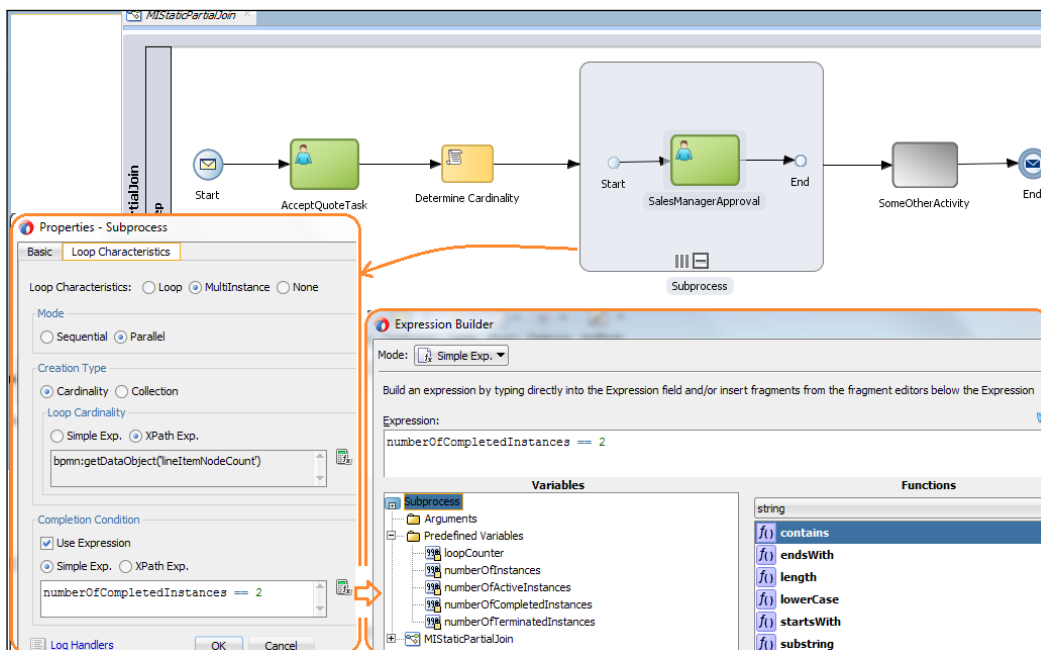 MIStaticPartialJoin
tialJoin
ep
Start
AcceptQuoteTask
Determine Cardinality
Start
SalesManagerApproval
End
Subprocess
SomeOtherActivity
End
Properties - Subprocess
Basic Loop Characteristics
Loop Characteristics: Loop MultiInstance None
Mode
Sequential Parallel
Creation Type
Cardinality Collection
Loop Cardinality
Simple Exp. XPath Exp.
bpmn:getDataObject('lineItemNodeCount')
Completion Condition
Use Expression
Simple Exp. XPath Exp.
numberOfCompletedInstances == 2
Log Handlers OK Cancel
Expression Builder
Mode: Simple Exp.
Build an expression by typing directly into the Expression field and/or insert fragments from the fragment editors below the Expression
Expression:
numberOfCompletedInstances == 2
Variables
Subprocess
Arguments
Predefined Variables
loopCounter
numberOfInstances
numberOfActiveInstances
numberOfCompletedInstances
numberOfTerminatedInstances
MIStaticPartialJoin
Functions
string
f() contains
f() endsWith
f() length
f() lowerCase
f() startsWith
f() substring